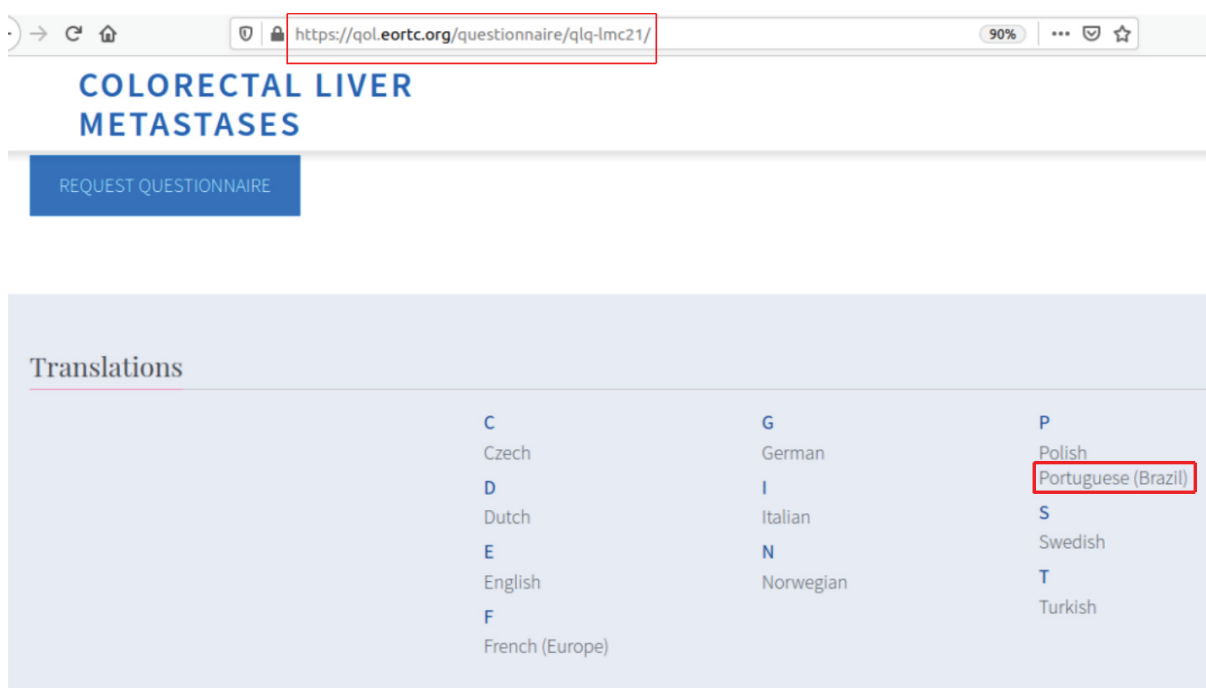 https://qol.eortc.org/questionnaire/qlq-lmc21/
90%
COLORECTAL LIVER
METASTASES
REQUEST QUESTIONNAIRE
Translations
C
Czech
D
Dutch
E
English
F
French (Europe)
G
German
I
Italian
N
Norwegian
P
Polish
Portuguese (Brazil)
S
Swedish
T
Turkish